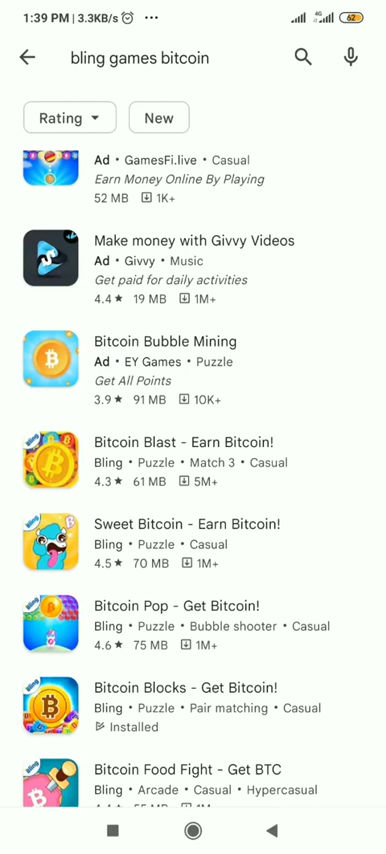 1:39 PM | 3.3KB/s
4G
62
bling games bitcoin
Rating
New
Ad • GamesFi.live • Casual
Earn Money Online By Playing
52 MB 1K+
Make money with Givvy Videos
Ad • Givvy • Music
Get paid for daily activities
4.4★ 19 MB 1M+
Bitcoin Bubble Mining
Ad • EY Games • Puzzle
Get All Points
3.9★ 91 MB 10K+
Bling
Bitcoin Blast - Earn Bitcoin!
Bling • Puzzle • Match 3 • Casual
4.3★ 61 MB 5M+
Bling
Sweet Bitcoin - Earn Bitcoin!
Bling • Puzzle • Casual
4.5★ 70 MB 1M+
Bling
Bitcoin Pop - Get Bitcoin!
Bling • Puzzle • Bubble shooter • Casual
4.6★ 75 MB 1M+
Bling
Bitcoin Blocks - Get Bitcoin!
Bling • Puzzle • Pair matching • Casual
Installed
Bling
Bitcoin Food Fight - Get BTC
Bling • Arcade • Casual • Hypercasual